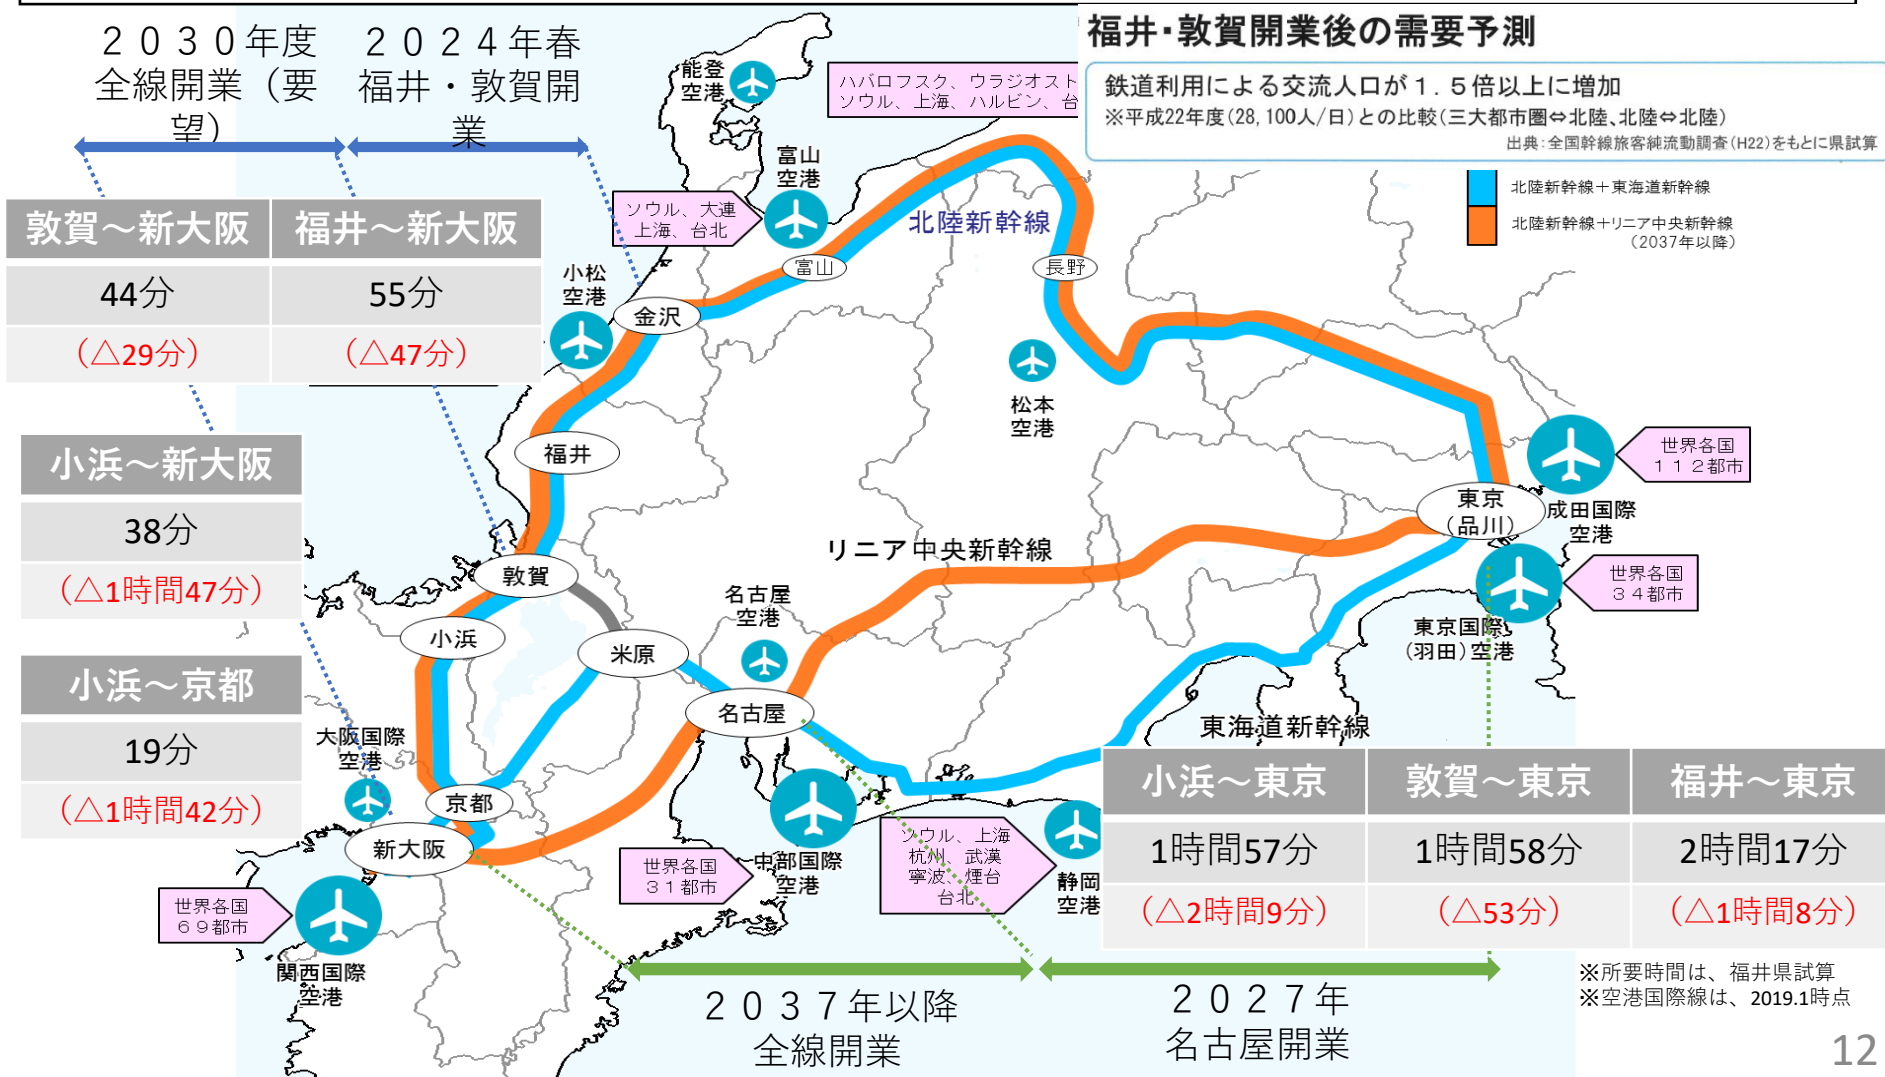 ２０３０年度
全線開業（要
望）
２０２４年春
福井・敦賀開
業
福井・敦賀開業後の需要予測
鉄道利用による交流人口が１．５倍以上に増加
※平成22年度(28,100人/日)との比較(三大都市圏⇔北陸、北陸⇔北陸)
出典：全国幹線旅客純流動調査(H22)をもとに県試算
北陸新幹線＋東海道新幹線
北陸新幹線＋リニア中央新幹線
（2037年以降）
能登
空港
ハバロフスク、ウラジオスト
ソウル、上海、ハルビン、台
富山
空港
ソウル、大連
上海、台北
北陸新幹線
敦賀～新大阪
福井～新大阪
44分
55分
（△29分）
（△47分）
小松
空港
富山
長野
金沢
松本
空港
福井
小浜～新大阪
38分
（△1時間47分）
世界各国
１１２都市
東京
（品川）
成田国際
空港
リニア中央新幹線
敦賀
世界各国
３４都市
名古屋
空港
東京国際
（羽田）空港
小浜
米原
小浜～京都
19分
（△1時間42分）
名古屋
東海道新幹線
大阪国際
空港
京都
新大阪
小浜～東京
敦賀～東京
福井～東京
1時間57分
1時間58分
2時間17分
（△2時間9分）
（△53分）
（△1時間8分）
世界各国
３１都市
中部国際
空港
ソウル、上海
杭州、武漢
寧波、煙台
台北
静岡
空港
世界各国
６９都市
関西国際
空港
２０３７年以降
全線開業
２０２７年
名古屋開業
※所要時間は、福井県試算
※空港国際線は、2019.1時点
12